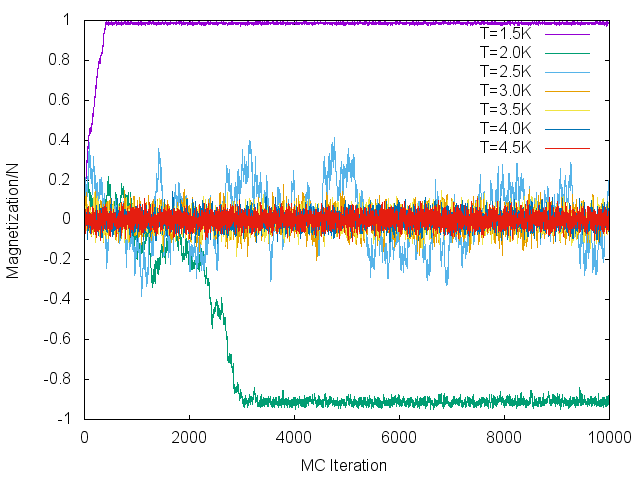 Magnetization/N
1
0.8
0.6
0.4
0.2
0
-0.2
-0.4
-0.6
-0.8
-1
T=1.5K
T=2.0K
T=2.5K
T=3.0K
T=3.5K
T=4.0K
T=4.5K
0 2000 4000 6000 8000 10000
MC Iteration